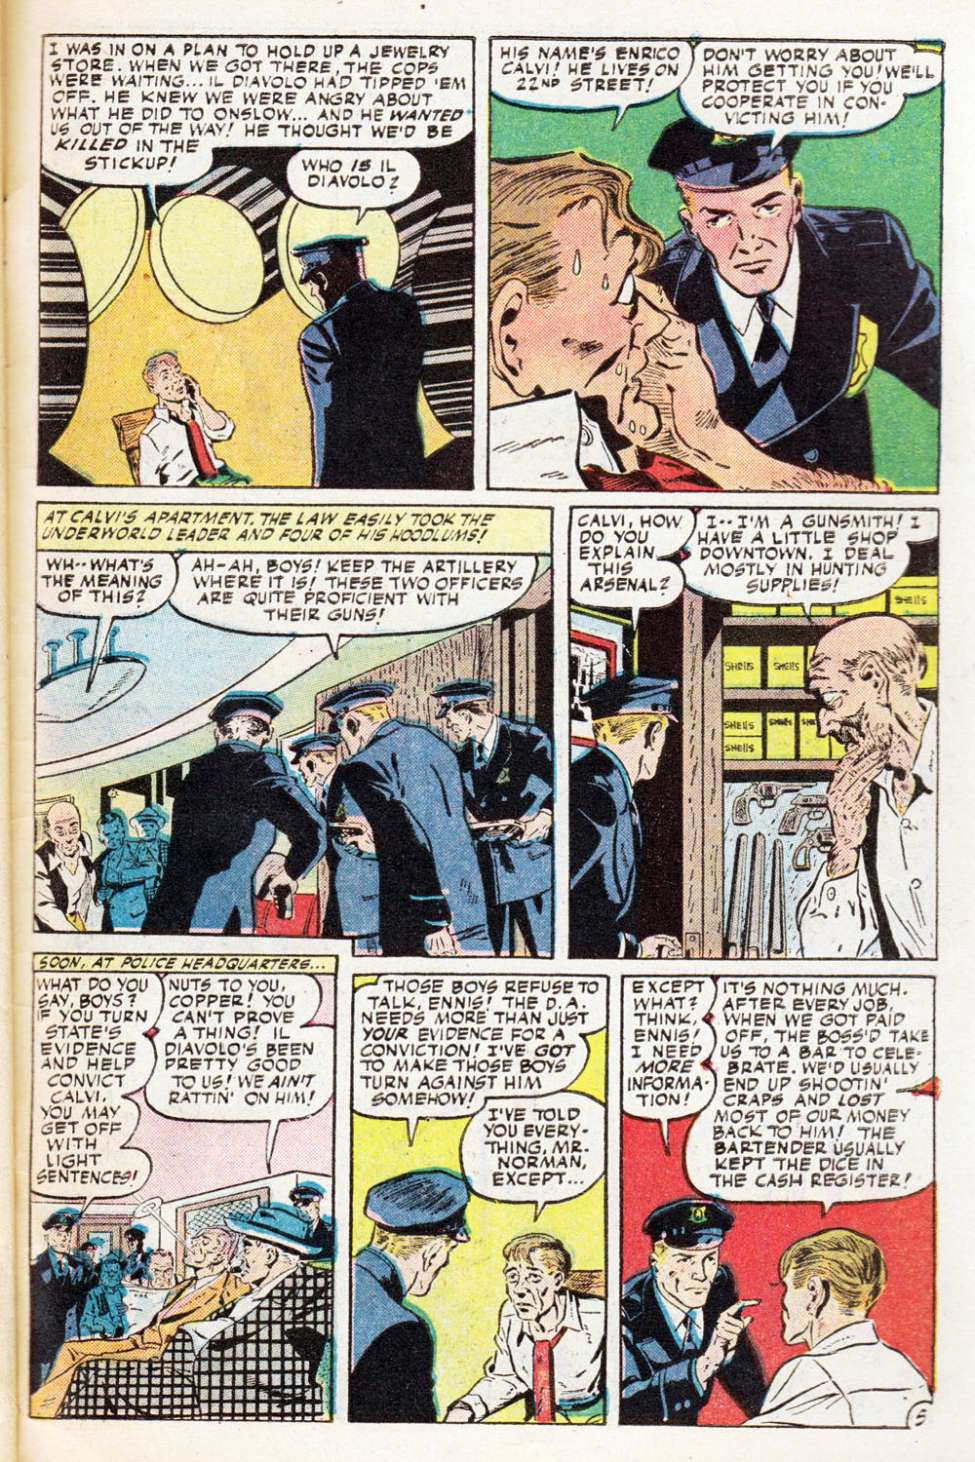 I WAS IN ON A PLAN TO HOLD UP A JEWELRY
STORE. WHEN WE GOT THERE, THE COPS
WERE WAITING... IL DIAVOLO HAD TIPPED 'EM
OFF. HE KNEW WE WERE ANGRY ABOUT
WHAT HE DID TO ONSLOW... AND HE WANTED
US OUT OF THE WAY! HE THOUGHT WE'D BE
KILLED IN THE
STICKUP!
WHO IS IL
DIAVOLO?
HIS NAME'S ENRICO
CALVI! HE LIVES ON
22ND STREET!
DON'T WORRY ABOUT
HIM GETTING YOU! WE'LL
PROTECT YOU IF YOU
COOPERATE IN CON-
VICTING HIM!
AT CALVI'S APARTMENT, THE LAW EASILY TOOK THE
UNDERWORLD LEADER AND FOUR OF HIS HOODLUMS!
WH--WHAT'S
THE MEANING
OF THIS?
AH-AH, BOYS! KEEP THE ARTILLERY
WHERE IT IS! THESE TWO OFFICERS
ARE QUITE PROFICIENT WITH
THEIR GUNS!
CALVI, HOW
DO YOU
EXPLAIN
THIS
ARSENAL?
I--I'M A GUNSMITH! I
HAVE A LITTLE SHOP
DOWNTOWN. I DEAL
MOSTLY IN HUNTING
SUPPLIES!
SHELLS
SHELLS
SHELLS
SHELLS
SHELLS
SHELLS
SOON, AT POLICE HEADQUARTERS...
WHAT DO YOU
SAY, BOYS?
IF YOU TURN
STATE'S
EVIDENCE
AND HELP
CONVICT
CALVI,
YOU MAY
GET OFF
WITH
LIGHT
SENTENCES!
NUTS TO YOU,
COPPER! YOU
CAN'T PROVE
A THING! IL
DIAVOLO'S BEEN
PRETTY GOOD
TO US! WE AIN'T
RATTIN' ON HIM!
THOSE BOYS REFUSE TO
TALK, ENNIS! THE D.A.
NEEDS MORE THAN JUST
YOUR EVIDENCE FOR A
CONVICTION! I'VE GOT
TO MAKE THOSE BOYS
TURN AGAINST HIM
SOMEHOW!
I'VE TOLD
YOU EVERY-
THING, MR.
NORMAN,
EXCEPT...
EXCEPT
WHAT?
THINK,
ENNIS!
I NEED
MORE
INFORMA-
TION!
IT'S NOTHING MUCH.
AFTER EVERY JOB,
WHEN WE GOT PAID
OFF, THE BOSS'D TAKE
US TO A BAR TO CELE-
BRATE. WE'D USUALLY
END UP SHOOTIN'
CRAPS AND LOST
MOST OF OUR MONEY
BACK TO HIM! THE
BARTENDER USUALLY
KEPT THE DICE IN
THE CASH REGISTER!
5